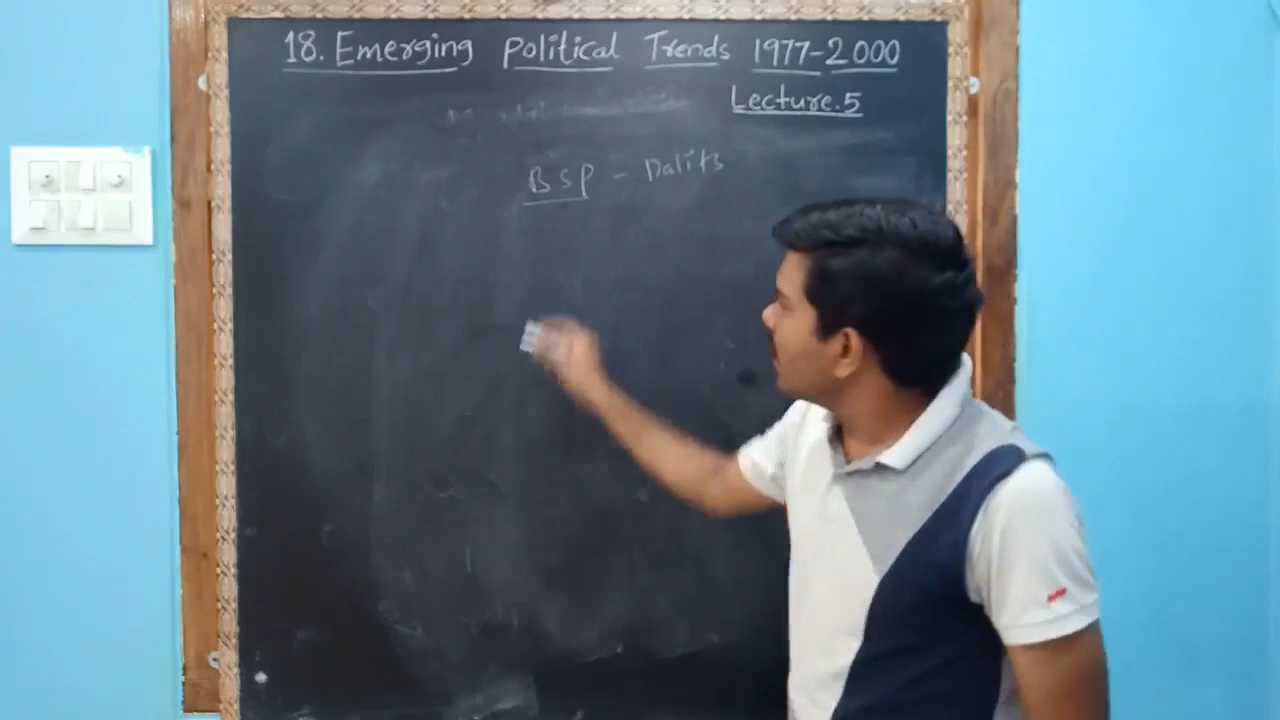 18. Emerging Political Trends 1977-2000
Lecture.5
BSP - Dalits